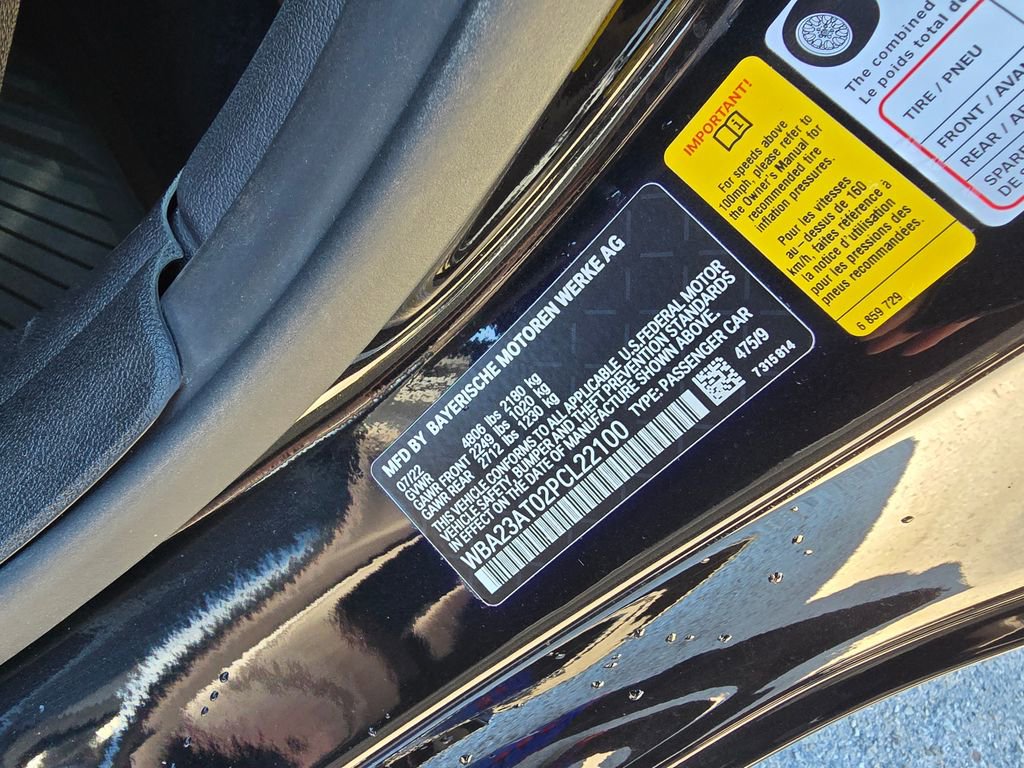 MFD BY BAYERISCHE MOTOREN WERKE AG
07/22
GVWR 4806 lbs 2180 kg
GAWR FRONT 2249 lbs 1020 kg
GAWR REAR 2712 lbs 1230 kg
THIS VEHICLE CONFORMS TO ALL APPLICABLE U.S. FEDERAL MOTOR
VEHICLE SAFETY, BUMPER AND THEFT PREVENTION STANDARDS
IN EFFECT ON THE DATE OF MANUFACTURE SHOWN ABOVE.
WBA23AT02PCL22100 TYPE: PASSENGER CAR
475/9
7 315 814
IMPORTANT!
For speeds above
100mph, please refer to
the Owner's Manual for
recommended tire
inflation pressures.
Pour les vitesses
au-dessus de 160
km/h, faites référence à
la notice d'utilisation
pour les pressions des
pneus recommandées.
6 859 729
The combined
Le poids total
TIRE / PNEU
FRONT /
REAR /